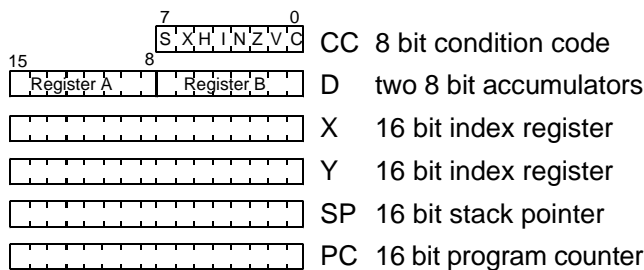 7 0
S X H I N Z V C CC 8 bit condition code
15 8
Register A Register B D two 8 bit accumulators
X 16 bit index register
Y 16 bit index register
SP 16 bit stack pointer
PC 16 bit program counter